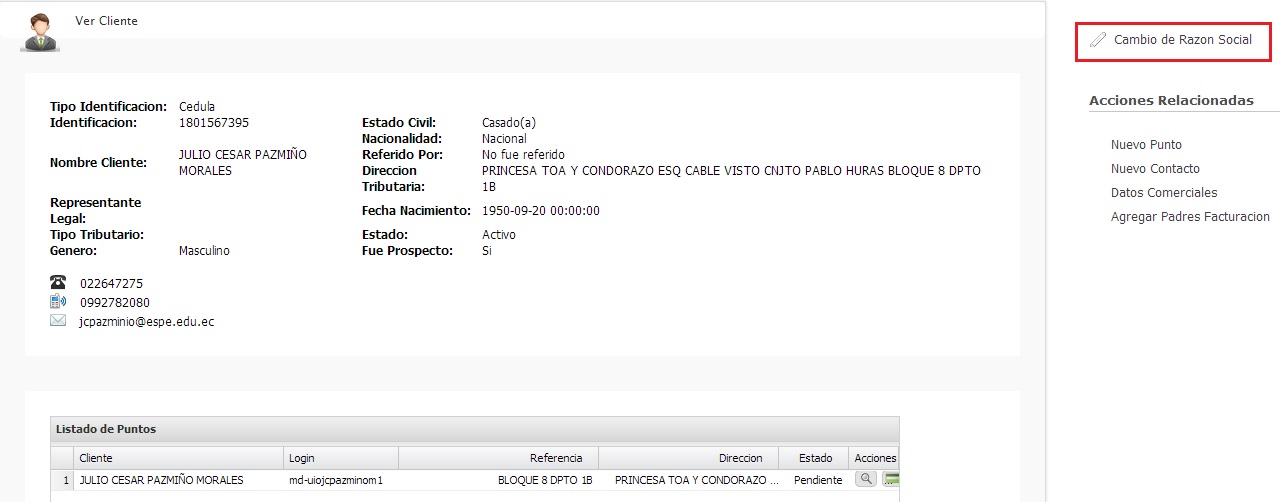 Ver Cliente
Cambio de Razon Social
Acciones Relacionadas
Nuevo Punto
Nuevo Contacto
Datos Comerciales
Agregar Padres Facturacion
Tipo Identificacion: Cedula
Identificacion: 1801567395 Estado Civil: Casado(a)
Nacionalidad: Nacional
Nombre Cliente: JULIO CESAR PAZMIÑO MORALES Referido Por: No fue referido
Direccion Tributaria: PRINCESA TOA Y CONDORAZO ESQ CABLE VISTO CNJTO PABLO HURAS BLOQUE 8 DPTO 1B
Representante Legal: Fecha Nacimiento: 1950-09-20 00:00:00
Tipo Tributario: Estado: Activo
Genero: Masculino Fue Prospecto: Si
022647275
0992782080
jcpazminio@espe.edu.ec
Listado de Puntos
Cliente Login Referencia Direccion Estado Acciones
1 JULIO CESAR PAZMIÑO MORALES md-uiojcpazminom1 BLOQUE 8 DPTO 1B PRINCESA TOA Y CONDORAZO ... Pendiente